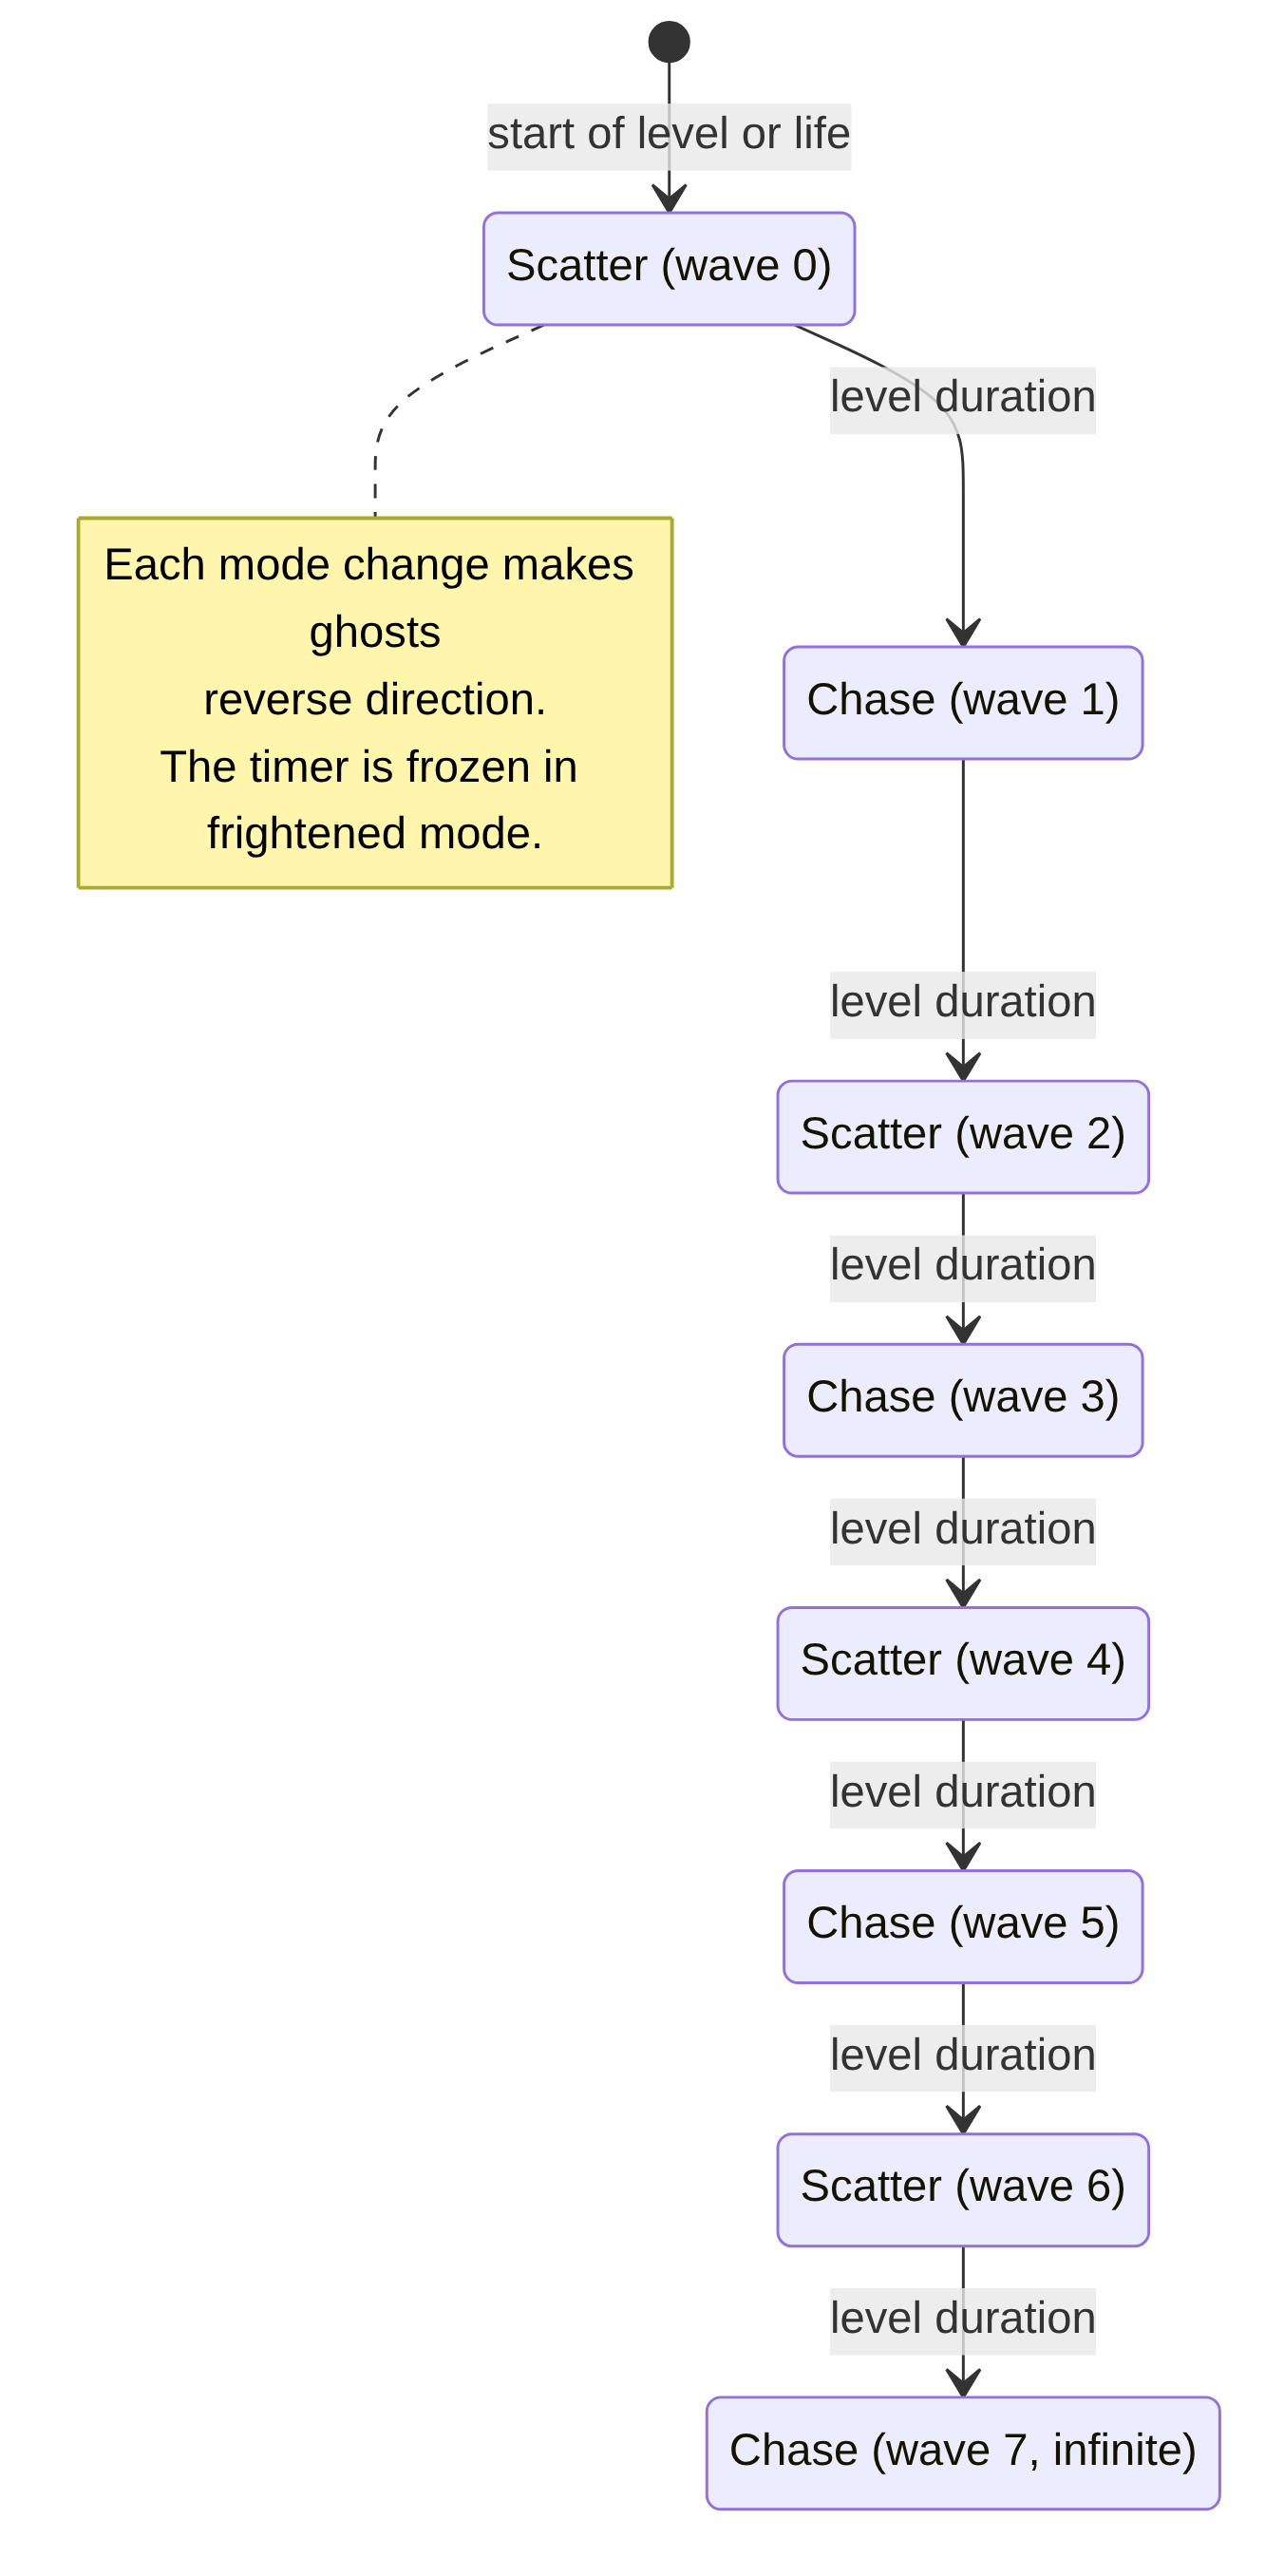 start of level or life
Scatter (wave 0)
level duration
Each mode change makes
ghosts
reverse direction.
The timer is frozen in
frightened mode.
Chase (wave 1)
level duration
Scatter (wave 2)
level duration
Chase (wave 3)
level duration
Scatter (wave 4)
level duration
Chase (wave 5)
level duration
Scatter (wave 6)
level duration
Chase (wave 7, infinite)